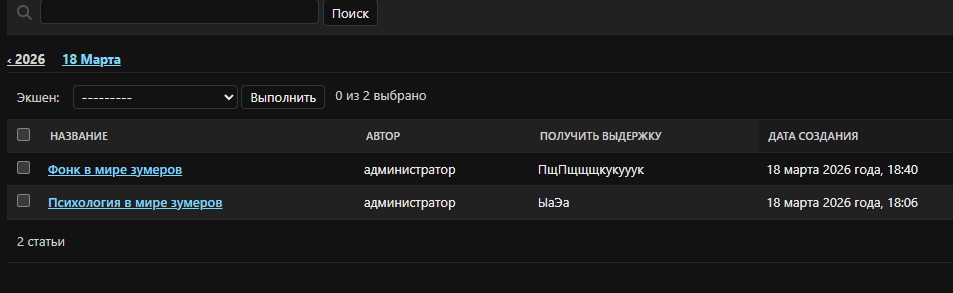 Поиск
‹ 2026 18 Марта
Экшен: --------- Выполнить 0 из 2 выбрано
НАЗВАНИЕ АВТОР ПОЛУЧИТЬ ВЫДЕРЖКУ ДАТА СОЗДАНИЯ
Фонк в мире зумеров администратор ПщПщщщкукууук 18 марта 2026 года, 18:40
Психология в мире зумеров администратор ЫаЭа 18 марта 2026 года, 18:06
2 статьи